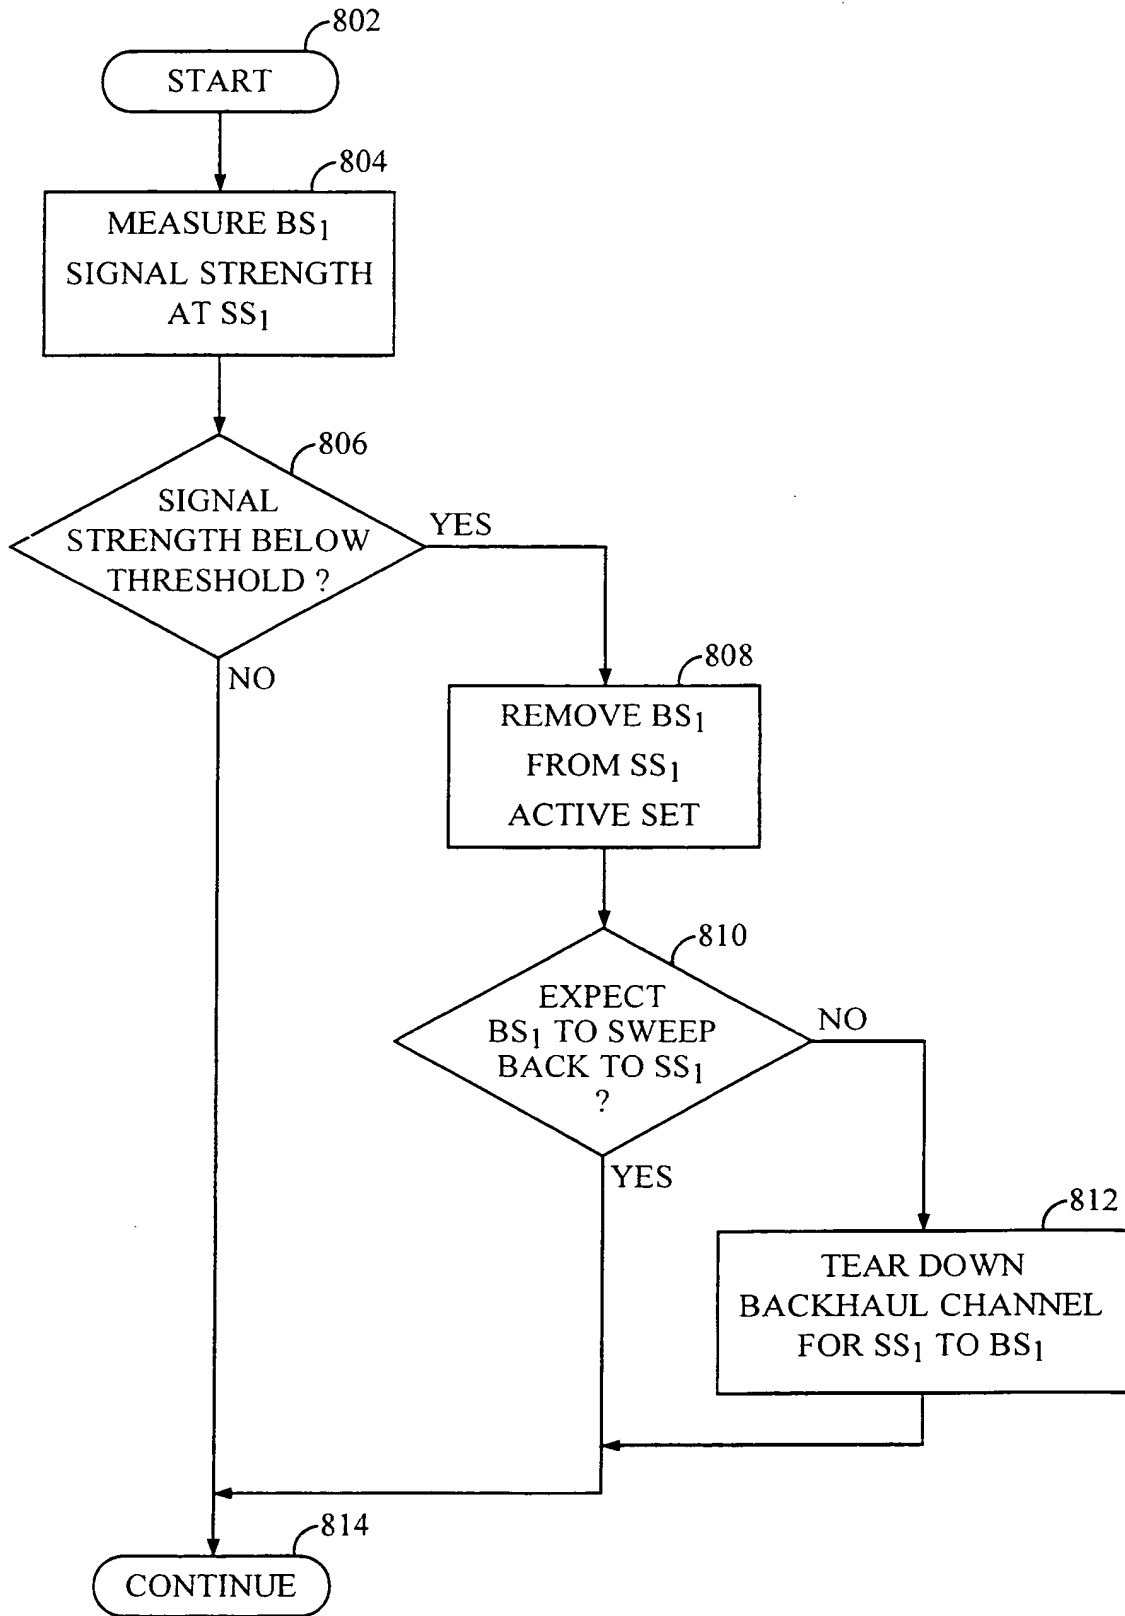 802
START
804
MEASURE BS1
SIGNAL STRENGTH
AT SS1
806
SIGNAL
STRENGTH BELOW
THRESHOLD ?
YES
NO
808
REMOVE BS1
FROM SS1
ACTIVE SET
810
EXPECT
BS1 TO SWEEP
BACK TO SS1
?
NO
YES
812
TEAR DOWN
BACKHAUL CHANNEL
FOR SS1 TO BS1
814
CONTINUE